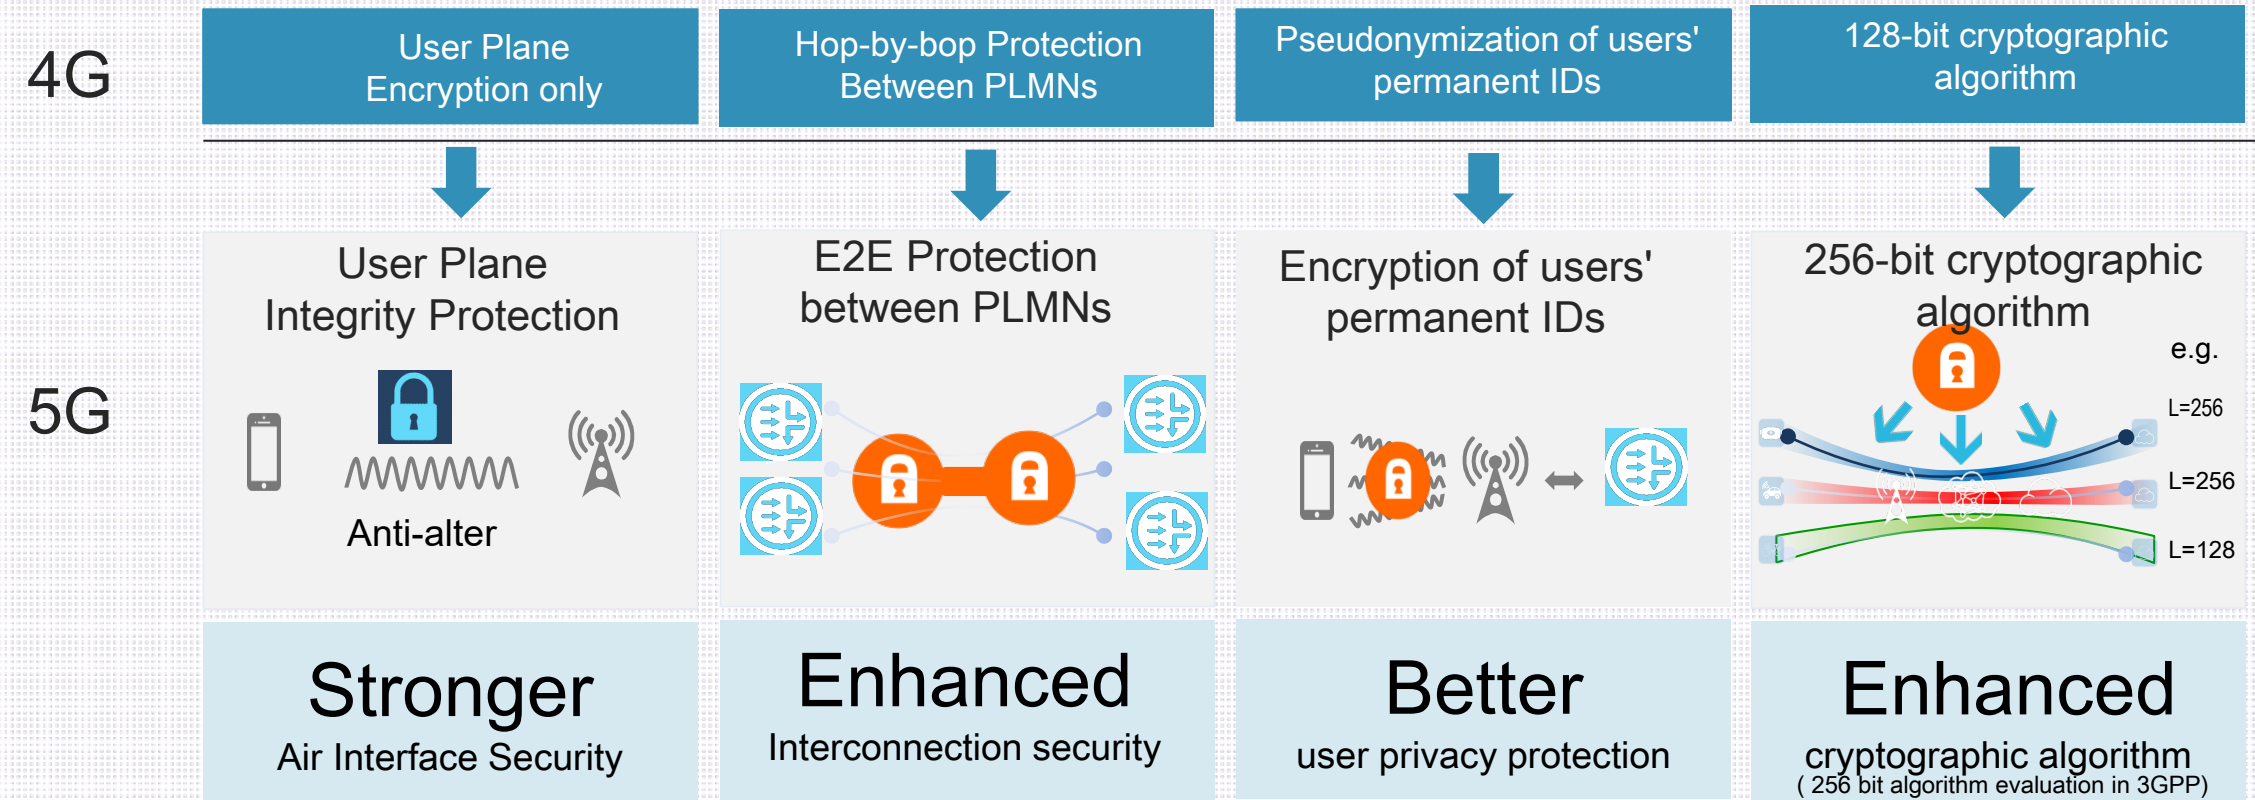 4G
User Plane
Encryption only
Hop-by-bop Protection
Between PLMNs
Pseudonymization of users'
permanent IDs
128-bit cryptographic
algorithm
5G
User Plane
Integrity Protection
Anti-alter
E2E Protection
between PLMNs
Encryption of users'
permanent IDs
256-bit cryptographic
algorithm
e.g.
L=256
L=256
L=128
Stronger
Air Interface Security
Enhanced
Interconnection security
Better
user privacy protection
Enhanced
cryptographic algorithm
( 256 bit algorithm evaluation in 3GPP)